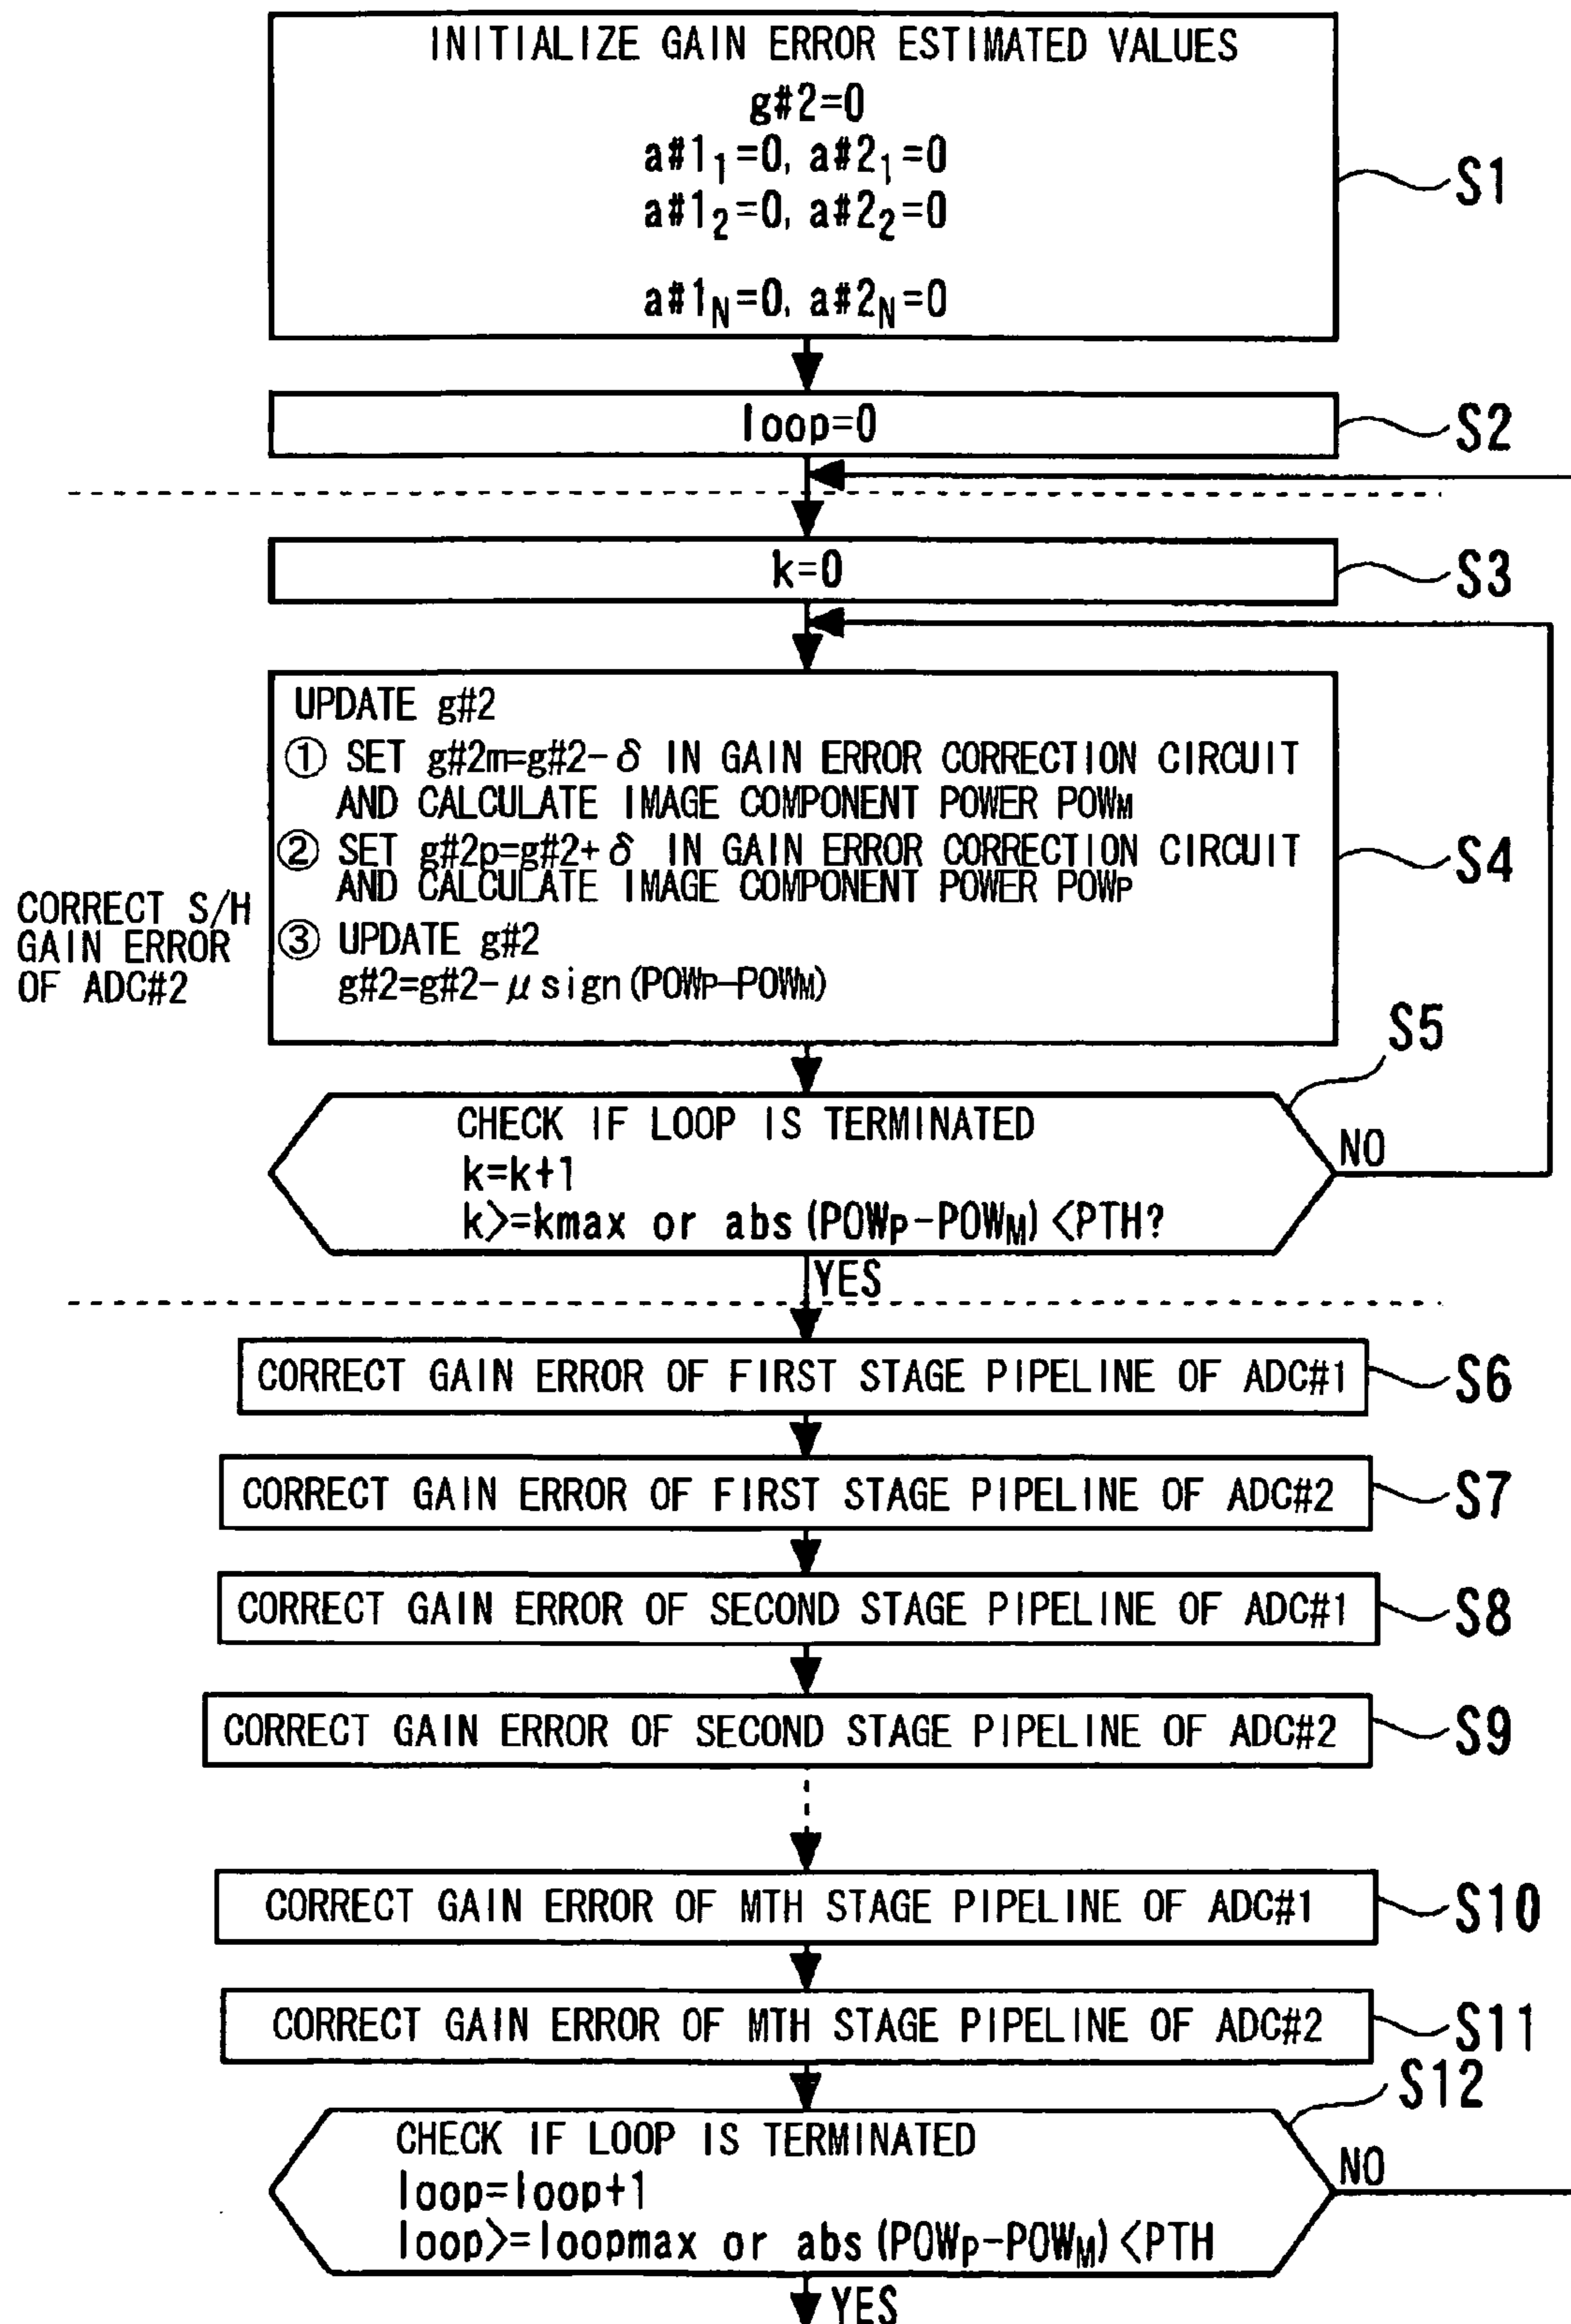 INITIALIZE GAIN ERROR ESTIMATED VALUES
g#2=0
a#1₁=0, a#2₁=0
a#1₂=0, a#2₂=0
a#1N=0, a#2N=0
S1
loop=0
S2
k=0
S3
UPDATE g#2
① SET g#2m=g#2-δ IN GAIN ERROR CORRECTION CIRCUIT
AND CALCULATE IMAGE COMPONENT POWER POWM
② SET g#2p=g#2+δ IN GAIN ERROR CORRECTION CIRCUIT
AND CALCULATE IMAGE COMPONENT POWER POWP
③ UPDATE g#2
g#2=g#2-μsign(POWP-POWM)
S4
CORRECT S/H
GAIN ERROR
OF ADC#2
S5
CHECK IF LOOP IS TERMINATED
k=k+1
k>=kmax or abs(POWP-POWM)<PTH?
NO
YES
CORRECT GAIN ERROR OF FIRST STAGE PIPELINE OF ADC#1
S6
CORRECT GAIN ERROR OF FIRST STAGE PIPELINE OF ADC#2
S7
CORRECT GAIN ERROR OF SECOND STAGE PIPELINE OF ADC#1
S8
CORRECT GAIN ERROR OF SECOND STAGE PIPELINE OF ADC#2
S9
CORRECT GAIN ERROR OF MTH STAGE PIPELINE OF ADC#1
S10
CORRECT GAIN ERROR OF MTH STAGE PIPELINE OF ADC#2
S11
S12
CHECK IF LOOP IS TERMINATED
loop=loop+1
loop>=loopmax or abs(POWP-POWM)<PTH
NO
YES